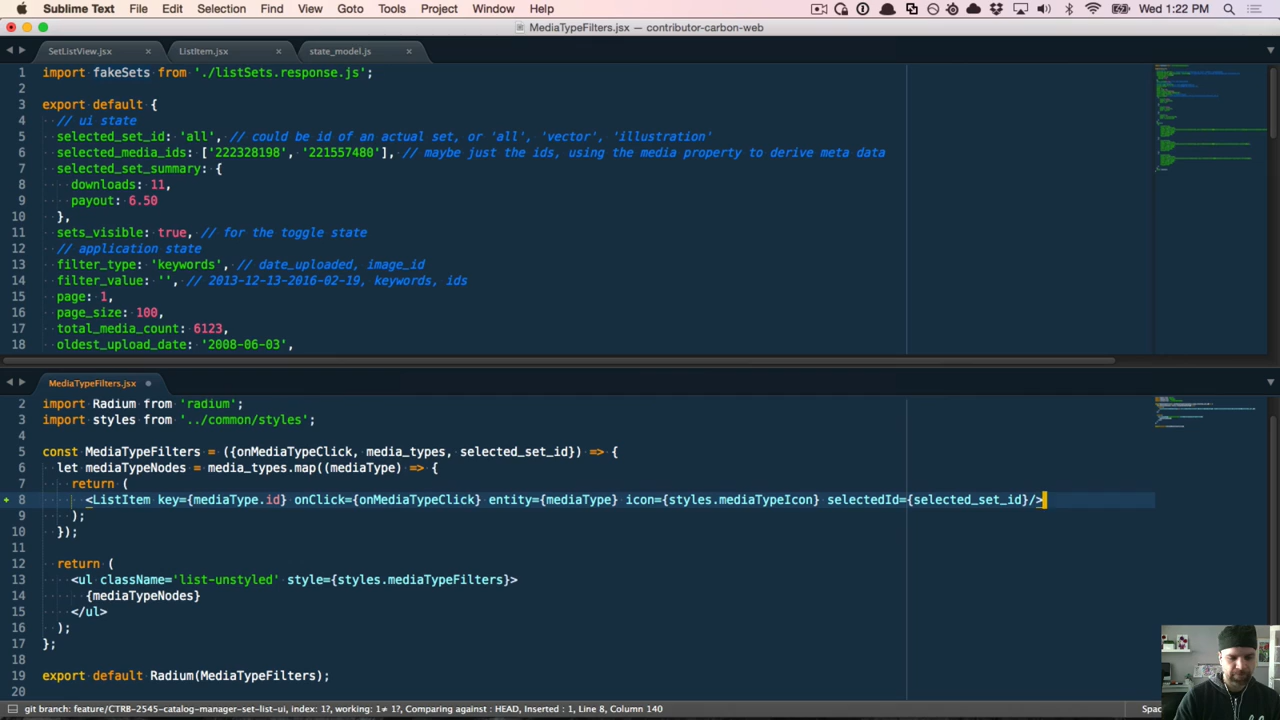 Sublime Text File Edit Selection Find View Goto Tools Project Window Help Wed 1:22 PM
MediaTypeFilters.jsx — contributor-carbon-web
SetListView.jsx × ListItem.jsx × state_model.js ×
1 import fakeSets from './listSets.response.js';
2
3 export default {
4 // ui state
5 selected_set_id: 'all', // could be id of an actual set, or 'all', 'vector', 'illustration'
6 selected_media_ids: ['222328198', '221557480'], // maybe just the ids, using the media property to derive meta data
7 selected_set_summary: {
8 downloads: 11,
9 payout: 6.50
10 },
11 sets_visible: true, // for the toggle state
12 // application state
13 filter_type: 'keywords', // date_uploaded, image_id
14 filter_value: '', // 2013-12-13-2016-02-19, keywords, ids
15 page: 1,
16 page_size: 100,
17 total_media_count: 6123,
18 oldest_upload_date: '2008-06-03',
MediaTypeFilters.jsx
2 import Radium from 'radium';
3 import styles from '../common/styles';
4
5 const MediaTypeFilters = ({onMediaTypeClick, media_types, selected_set_id}) => {
6 let mediaTypeNodes = media_types.map((mediaType) => {
7 return (
8 <ListItem key={mediaType.id} onClick={onMediaTypeClick} entity={mediaType} icon={styles.mediaTypeIcon} selectedId={selected_set_id}/>
9 );
10 });
11
12 return (
13 <ul className='list-unstyled' style={styles.mediaTypeFilters}>
14 {mediaTypeNodes}
15 </ul>
16 );
17 };
18
19 export default Radium(MediaTypeFilters);
20
git branch: feature/CTRB-2545-catalog-manager-set-list-ui, index: 1?, working: 1≠ 1?, Comparing against : HEAD, Inserted : 1, Line 8, Column 140 Spac